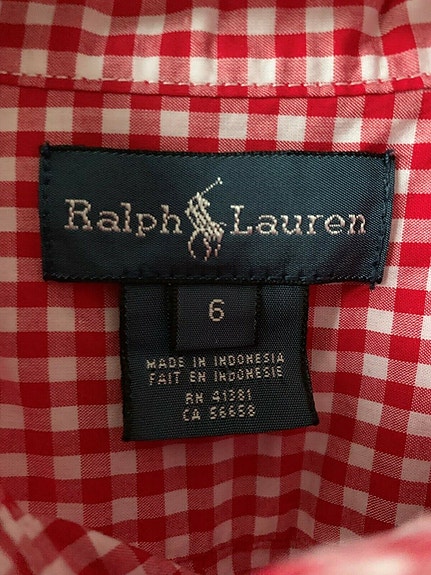 Ralph Lauren
6
MADE IN INDONESIA
FAIT EN INDONESIE
RN 41381
CA 56658